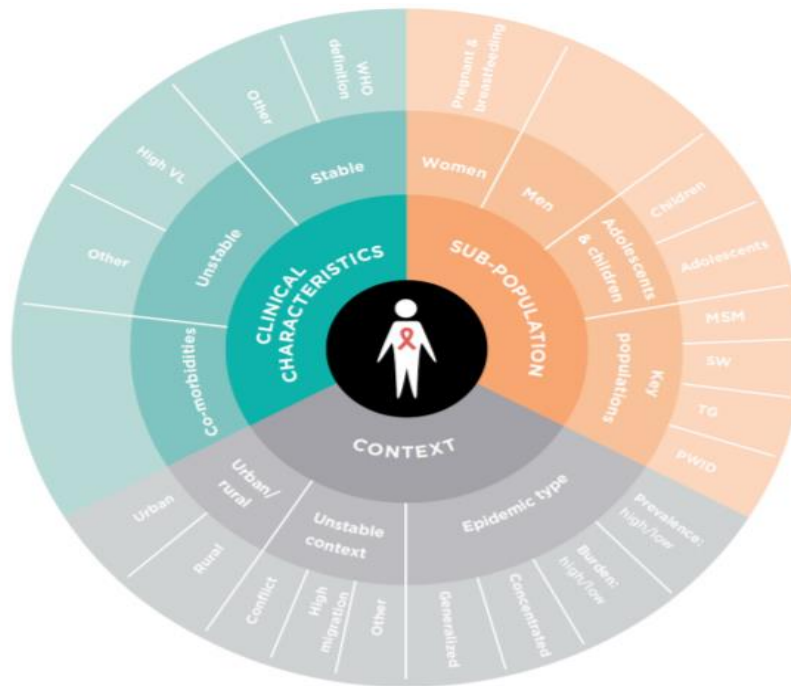 CLINICAL
CHARACTERISTICS
Stable
WHO
definition
Other
Unstable
High VL
Other
Co-morbidities
SUB-POPULATION
Women
Pregnant &
breastfeeding
Men
Adolescents
& children
Children
Adolescents
Key
populations
MSM
SW
TG
PWID
CONTEXT
Urban/
rural
Urban
Rural
Unstable
context
Conflict
High
migration
Other
Epidemic type
Generalized
Concentrated
Burden:
high/low
Prevalence:
high/low